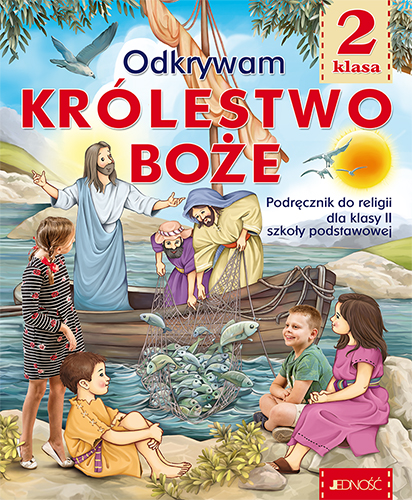 2
klasa
Odkrywam
KRÓLESTWO
BOŻE
Podręcznik do religii
dla klasy II
szkoły podstawowej
JEDNOŚĆ